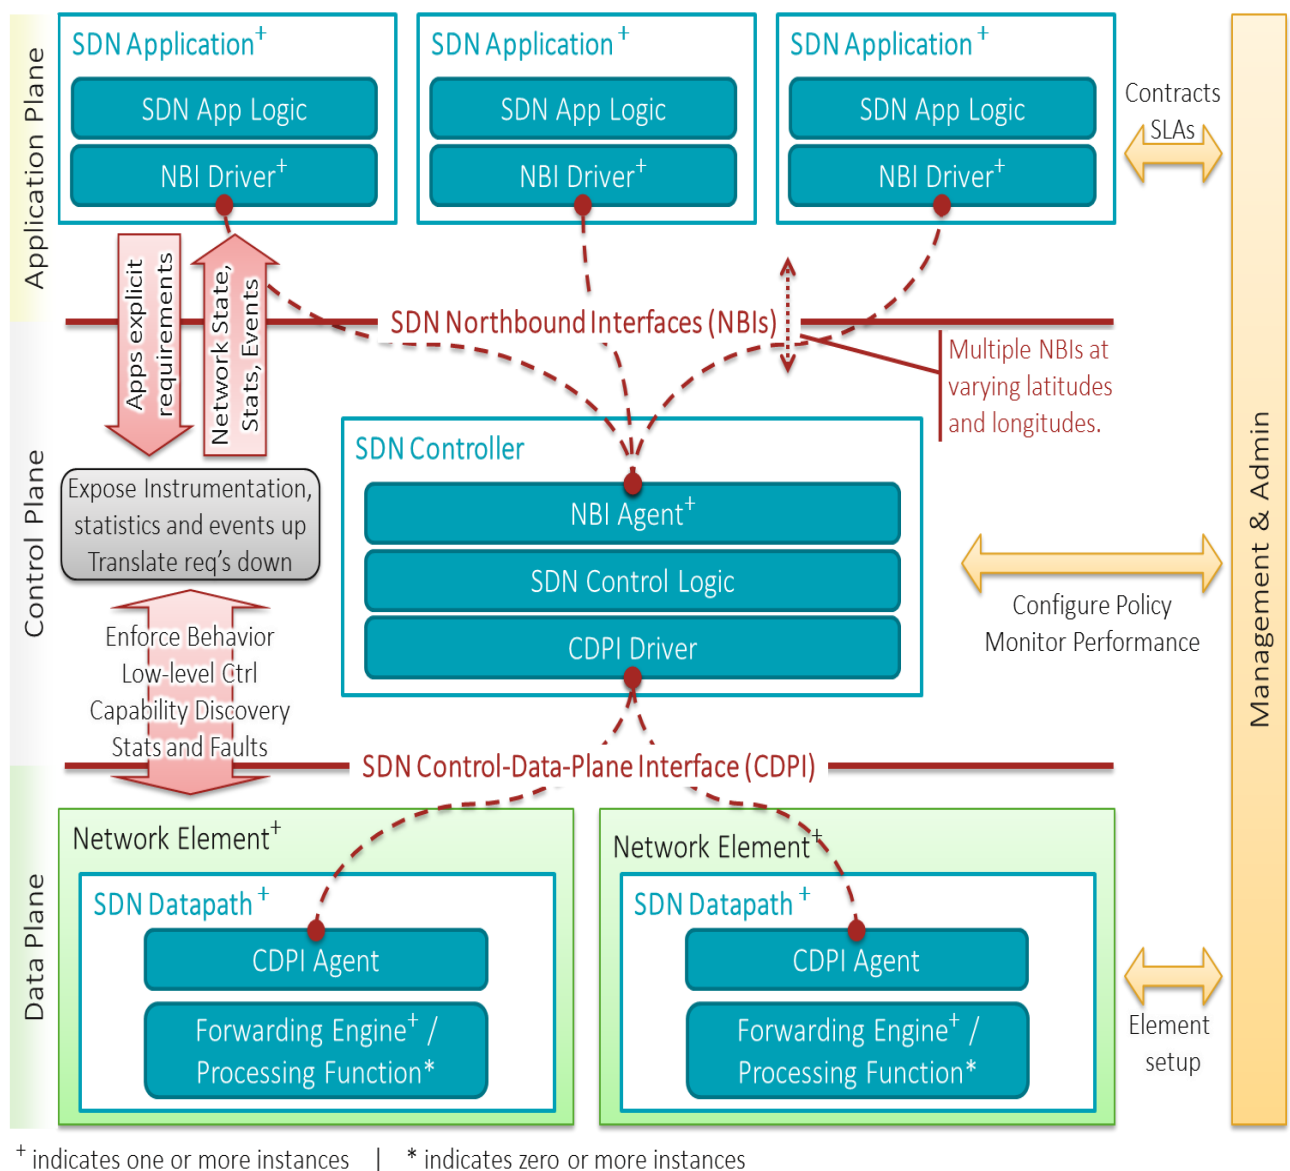 Application Plane
SDN Application+
SDN App Logic
NBI Driver+
SDN Application+
SDN App Logic
NBI Driver+
SDN Application+
SDN App Logic
NBI Driver+
Contracts
SLAs
Apps explicit
requirements
Network State,
Stats, Events
SDN Northbound Interfaces (NBIs)
Multiple NBIs at
varying latitudes
and longitudes.
Control Plane
Expose Instrumentation,
statistics and events up
Translate req's down
SDN Controller
NBI Agent+
SDN Control Logic
CDPI Driver
Configure Policy
Monitor Performance
Management & Admin
Enforce Behavior
Low-level Ctrl
Capability Discovery
Stats and Faults
SDN Control-Data-Plane Interface (CDPI)
Data Plane
Network Element+
SDN Datapath+
CDPI Agent
Forwarding Engine+ /
Processing Function*
Network Element+
SDN Datapath+
CDPI Agent
Forwarding Engine+ /
Processing Function*
Element
setup
+ indicates one or more instances | * indicates zero or more instances